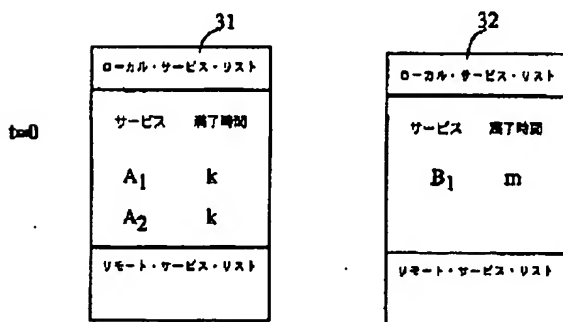 31
32
ローカル・サービス・リスト
ローカル・サービス・リスト
t=0
サービス 満了時間
サービス 満了時間
A1 k
B1 m
A2 k
リモート・サービス・リスト
リモート・サービス・リスト